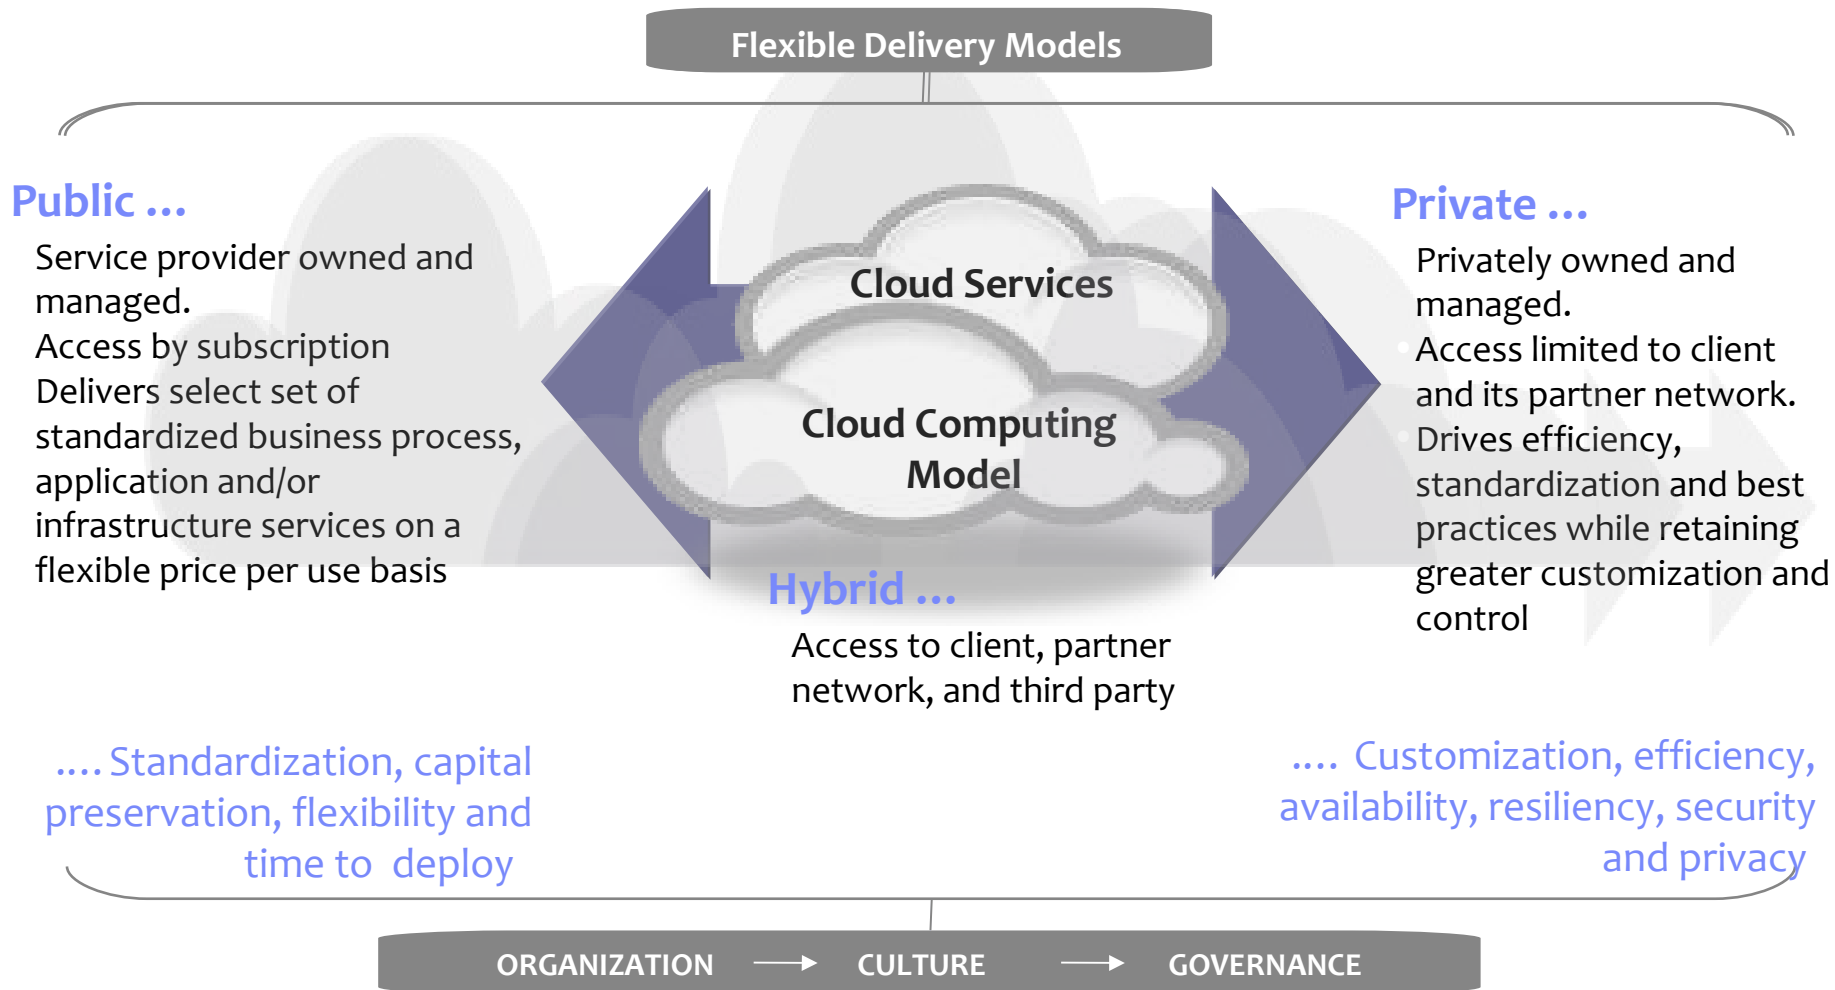 Flexible Delivery Models
Public ...
Service provider owned and
managed.
Access by subscription
Delivers select set of
standardized business process,
application and/or
infrastructure services on a
flexible price per use basis
Cloud Services
Cloud Computing
Model
Hybrid ...
Access to client, partner
network, and third party
Private ...
Privately owned and
managed.
Access limited to client
and its partner network.
Drives efficiency,
standardization and best
practices while retaining
greater customization and
control
.... Standardization, capital
preservation, flexibility and
time to deploy
.... Customization, efficiency,
availability, resiliency, security
and privacy
ORGANIZATION → CULTURE → GOVERNANCE